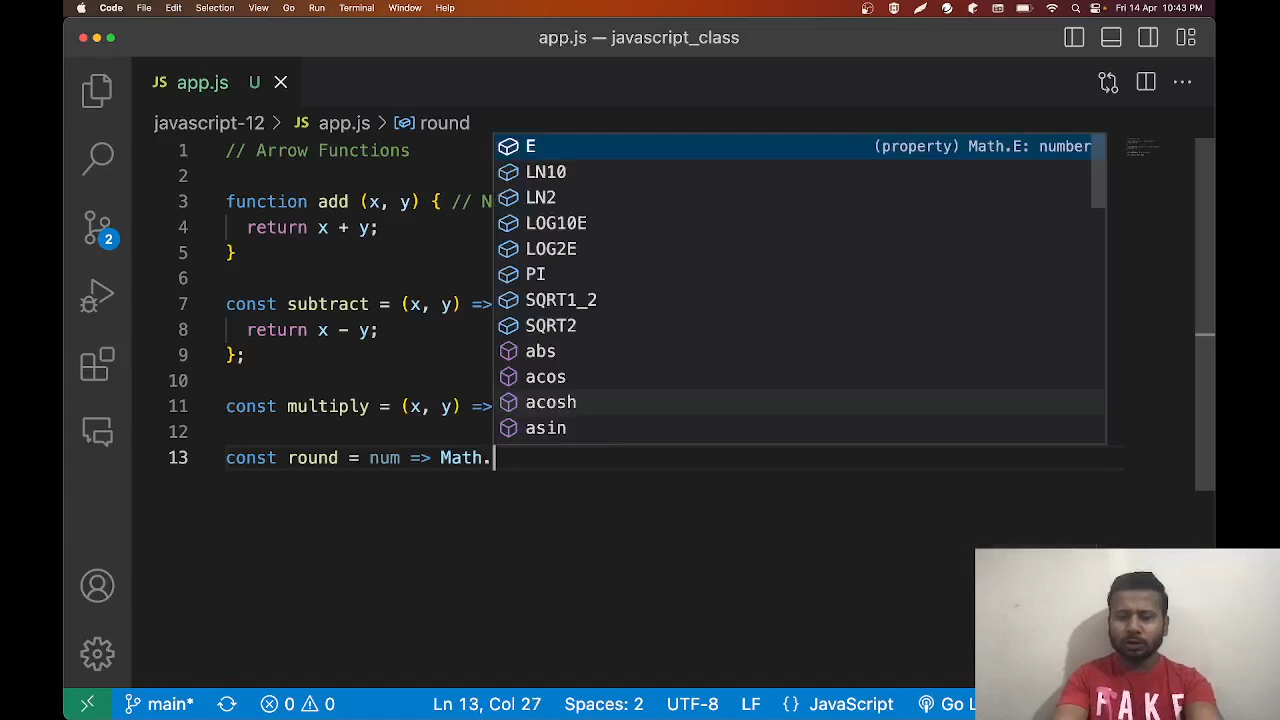 Code File Edit Selection View Go Run Terminal Window Help Fri 14 Apr 10:43 PM
app.js — javascript_class
JS app.js U
javascript-12 > JS app.js > round
1 // Arrow Functions
2
3 function add (x, y) { // N
4 return x + y;
5 }
6
7 const subtract = (x, y) =>
8 return x - y;
9 };
10
11 const multiply = (x, y) =>
12
13 const round = num => Math.
E (property) Math.E: number
LN10
LN2
LOG10E
LOG2E
PI
SQRT1_2
SQRT2
abs
acos
acosh
asin
2
main* 0 0 Ln 13, Col 27 Spaces: 2 UTF-8 LF {} JavaScript Go L
AKE